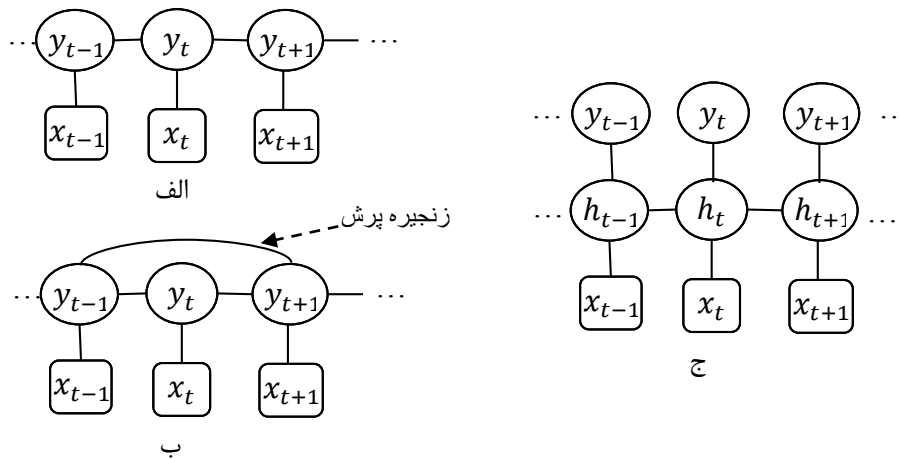 … y_{t−1} y_t y_{t+1} …
x_{t−1} x_t x_{t+1}
الف
زنجیره پرش
… y_{t−1} y_t y_{t+1} …
x_{t−1} x_t x_{t+1}
ب
… y_{t−1} y_t y_{t+1} ..
… h_{t−1} h_t h_{t+1} …
x_{t−1} x_t x_{t+1}
ج